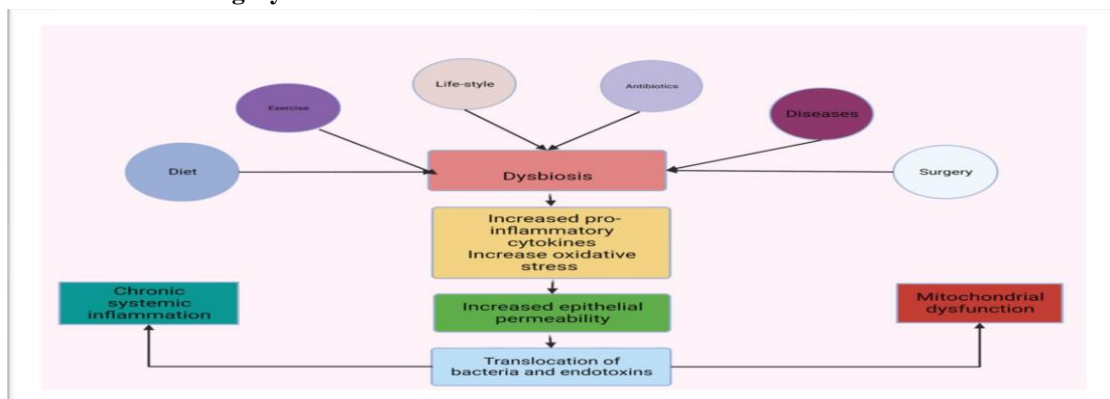 Life-style
Antibiotics
Exercise
Diseases
Diet
Dysbiosis
Surgery
Increased pro-
inflammatory
cytokines
Increase oxidative
stress
Chronic
systemic
inflammation
Increased epithelial
permeability
Mitochondrial
dysfunction
Translocation of
bacteria and endotoxins